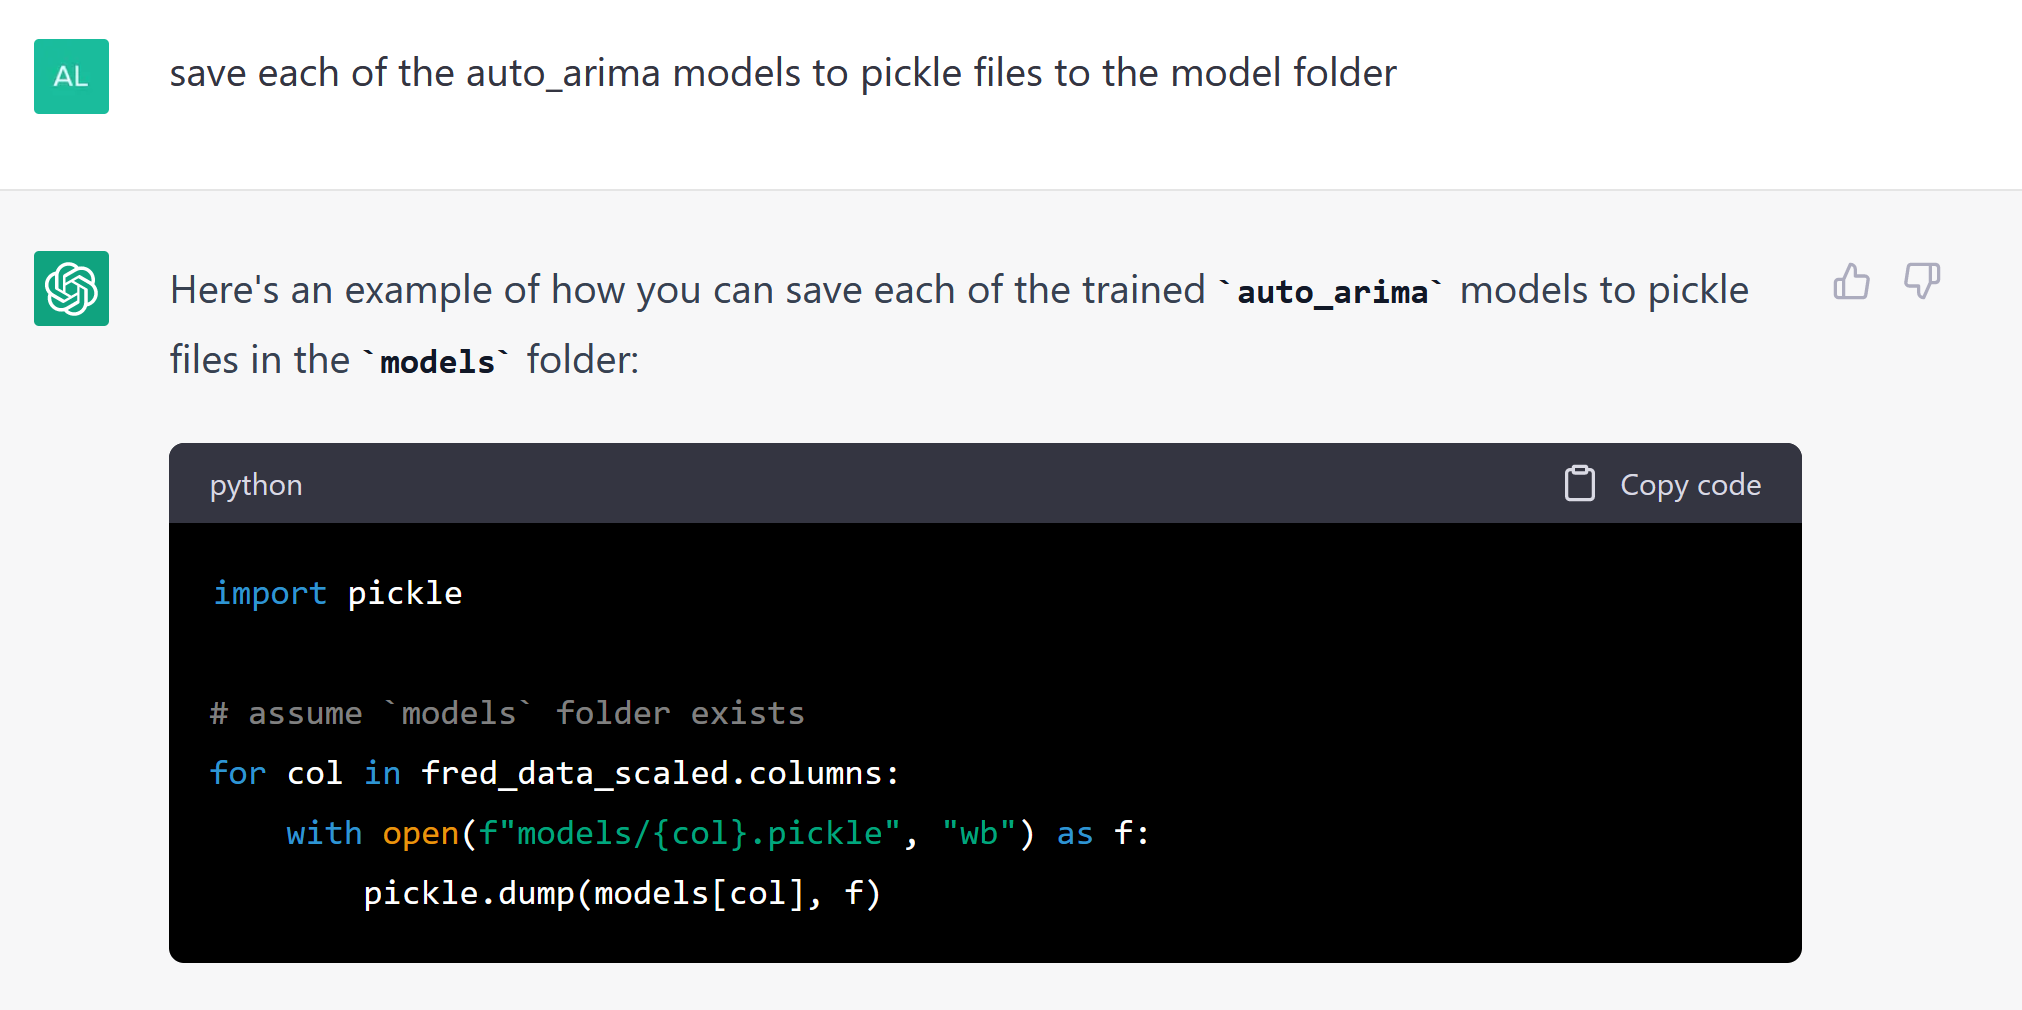 AL
save each of the auto_arima models to pickle files to the model folder
Here's an example of how you can save each of the trained `auto_arima` models to pickle
files in the `models` folder:
python
Copy code
import pickle
# assume `models` folder exists
for col in fred_data_scaled.columns:
    with open(f"models/{col}.pickle", "wb") as f:
        pickle.dump(models[col], f)